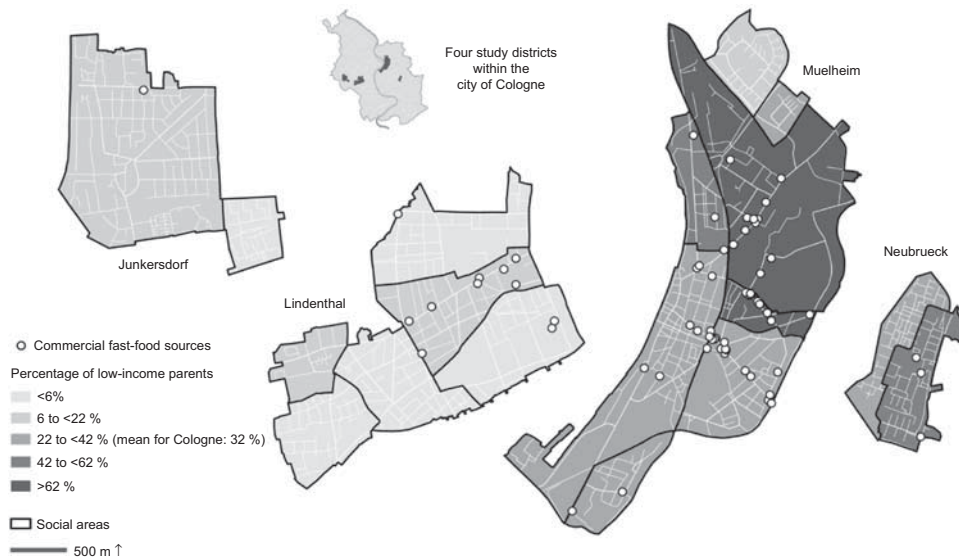 Four study districts
within the
city of Cologne
Muelheim
Junkersdorf
Lindenthal
Neubrueck
Commercial fast-food sources
Percentage of low-income parents
<6%
6 to <22 %
22 to <42 % (mean for Cologne: 32 %)
42 to <62 %
>62 %
Social areas
500 m ↑